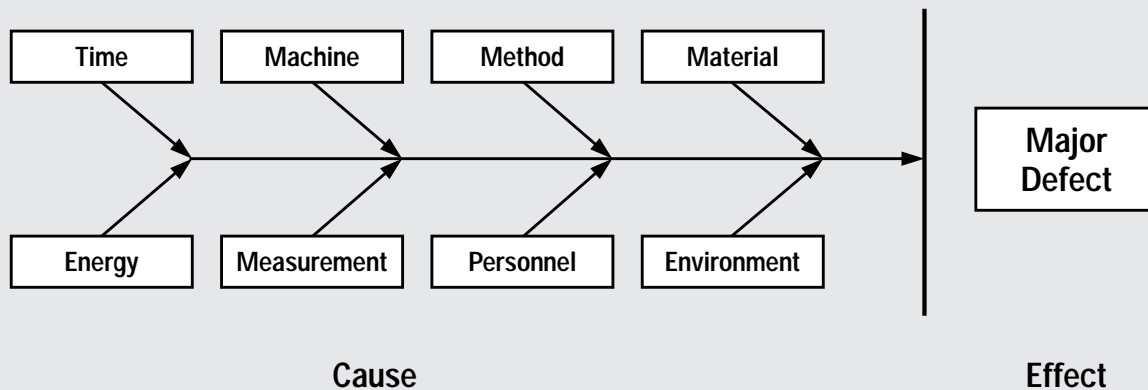 Time
Machine
Method
Material
Major
Defect
Energy
Measurement
Personnel
Environment
Cause
Effect